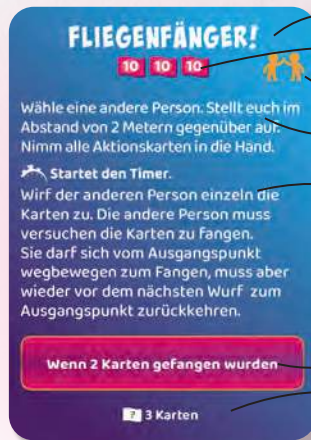 FLIEGENFÄNGER!
10 10 10
Wähle eine andere Person. Stellt euch im
Abstand von 2 Metern gegenüber auf.
Nimm alle Aktionskarten in die Hand.
Startet den Timer.
Wirf der anderen Person einzeln die
Karten zu. Die andere Person muss
versuchen die Karten zu fangen.
Sie darf sich vom Ausgangspunkt
wegbewegen zum Fangen, muss aber
wieder vor dem nächsten Wurf zum
Ausgangspunkt zurückkehren.
Wenn 2 Karten gefangen wurden
? 3 Karten